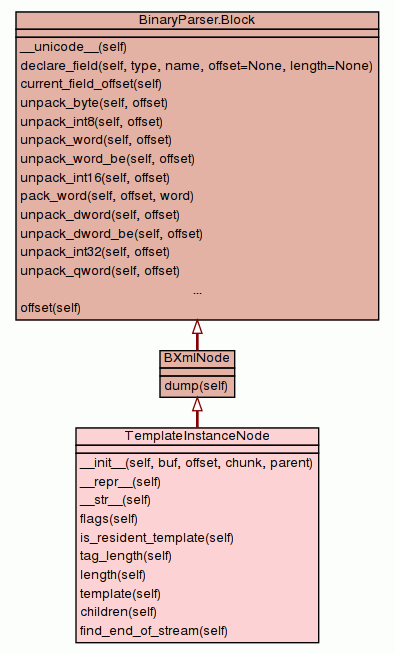 BinaryParser.Block
__unicode__(self)
declare_field(self, type, name, offset=None, length=None)
current_field_offset(self)
unpack_byte(self, offset)
unpack_int8(self, offset)
unpack_word(self, offset)
unpack_word_be(self, offset)
unpack_int16(self, offset)
pack_word(self, offset, word)
unpack_dword(self, offset)
unpack_dword_be(self, offset)
unpack_int32(self, offset)
unpack_qword(self, offset)
...
offset(self)
BXmlNode
dump(self)
TemplateInstanceNode
__init__(self, buf, offset, chunk, parent)
__repr__(self)
__str__(self)
flags(self)
is_resident_template(self)
tag_length(self)
length(self)
template(self)
children(self)
find_end_of_stream(self)